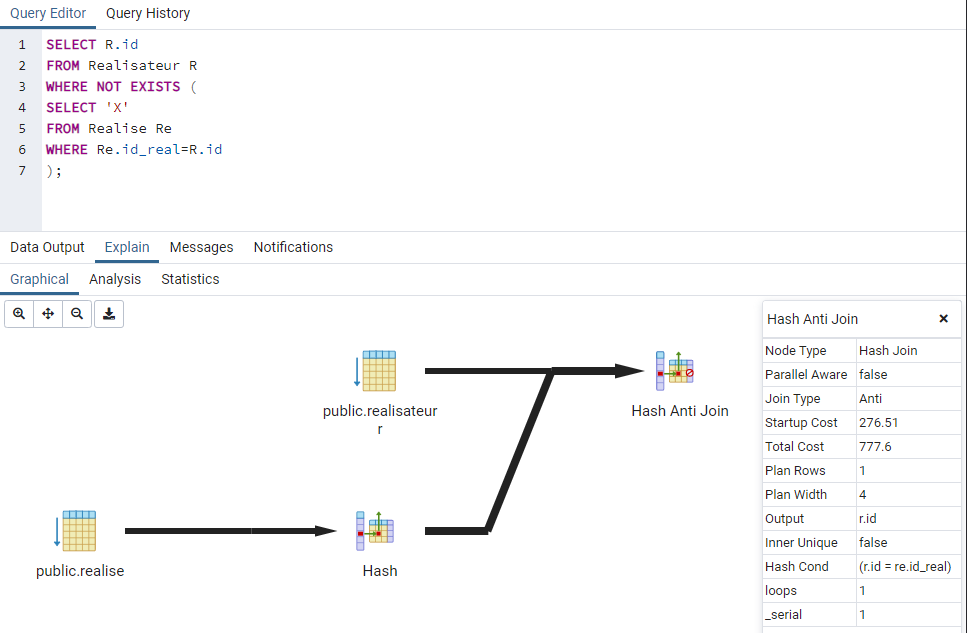 Query Editor Query History
1 SELECT R.id
2 FROM Realisateur R
3 WHERE NOT EXISTS (
4 SELECT 'X'
5 FROM Realise Re
6 WHERE Re.id_real=R.id
7 );
Data Output Explain Messages Notifications
Graphical Analysis Statistics
public.realisateur
r
Hash Anti Join
public.realise
Hash
Hash Anti Join ×
Node Type Hash Join
Parallel Aware false
Join Type Anti
Startup Cost 276.51
Total Cost 777.6
Plan Rows 1
Plan Width 4
Output r.id
Inner Unique false
Hash Cond (r.id = re.id_real)
loops 1
_serial 1